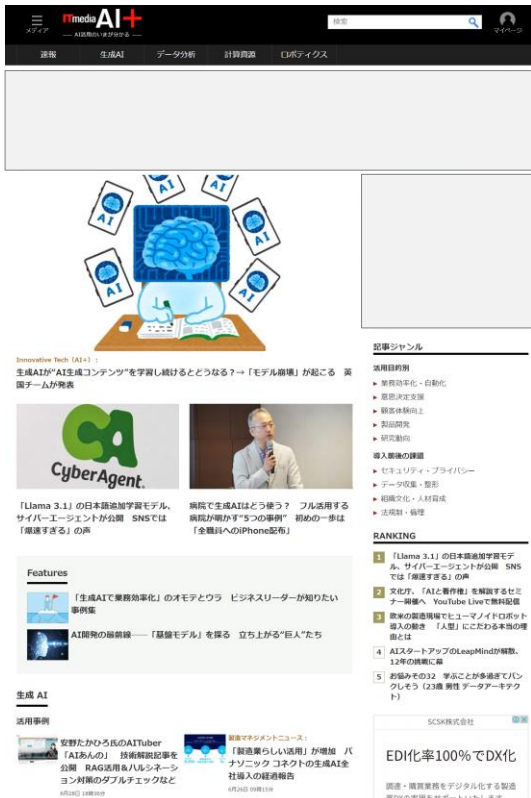 メディア
ITmedia AI+
AI活用のいまが分かる
検索
マイページ
速報
生成AI
データ分析
計算資源
ロボティクス
AI
AI
AI
AI
AI
AI
Innovative Tech（AI+）：
生成AIが“AI生成コンテンツ”を学習し続けるとどうなる？→「モデル崩壊」が起こる　英
国チームが発表
CyberAgent.
「Llama 3.1」の日本語追加学習モデル、
サイバーエージェントが公開　SNSでは
「爆速すぎる」の声
病院で生成AIはどう使う？　フル活用する
病院が明かす“5つの事例”　初めの一歩は
「全職員へのiPhone配布」
Features
「生成AIで業務効率化」のオモテとウラ　ビジネスリーダーが知りたい
事例集
AI開発の最前線──「基盤モデル」を探る　立ち上がる“巨人”たち
生成 AI
活用事例
安野たかひろ氏のAITuber
「AIあんの」　技術解説記事を
公開　RAG活用＆ハルシネーシ
ョン対策のダブルチェックなど
製造マネジメントニュース：
「製造業らしい活用」が増加　パ
ナソニック コネクトの生成AI全
社導入の経過報告
記事ジャンル
活用目的別
業務効率化・自動化
意思決定支援
顧客体験向上
製品開発
研究動向
導入前後の課題
セキュリティ・プライバシー
データ収集・整形
組織文化・人材育成
法規制・倫理
RANKING
1 「Llama 3.1」の日本語追加学習モデ
ル、サイバーエージェントが公開　SNS
では「爆速すぎる」の声
2 文化庁、「AIと著作権」を解説するセミ
ナー開催へ　YouTube Liveで無料配信
3 欧米の製造現場でヒューマノイドロボット
導入の動き　「人型」にこだわる本当の理
由とは
4 AIスタートアップのLeapMindが解散、
12年の挑戦に幕
5 お悩みその32　学ぶことが多過ぎてパン
クしそう（23歳 男性 データアーキテク
ト）
SCSK株式会社
EDI化率100％でDX化
調達・購買業務をデジタル化する製造